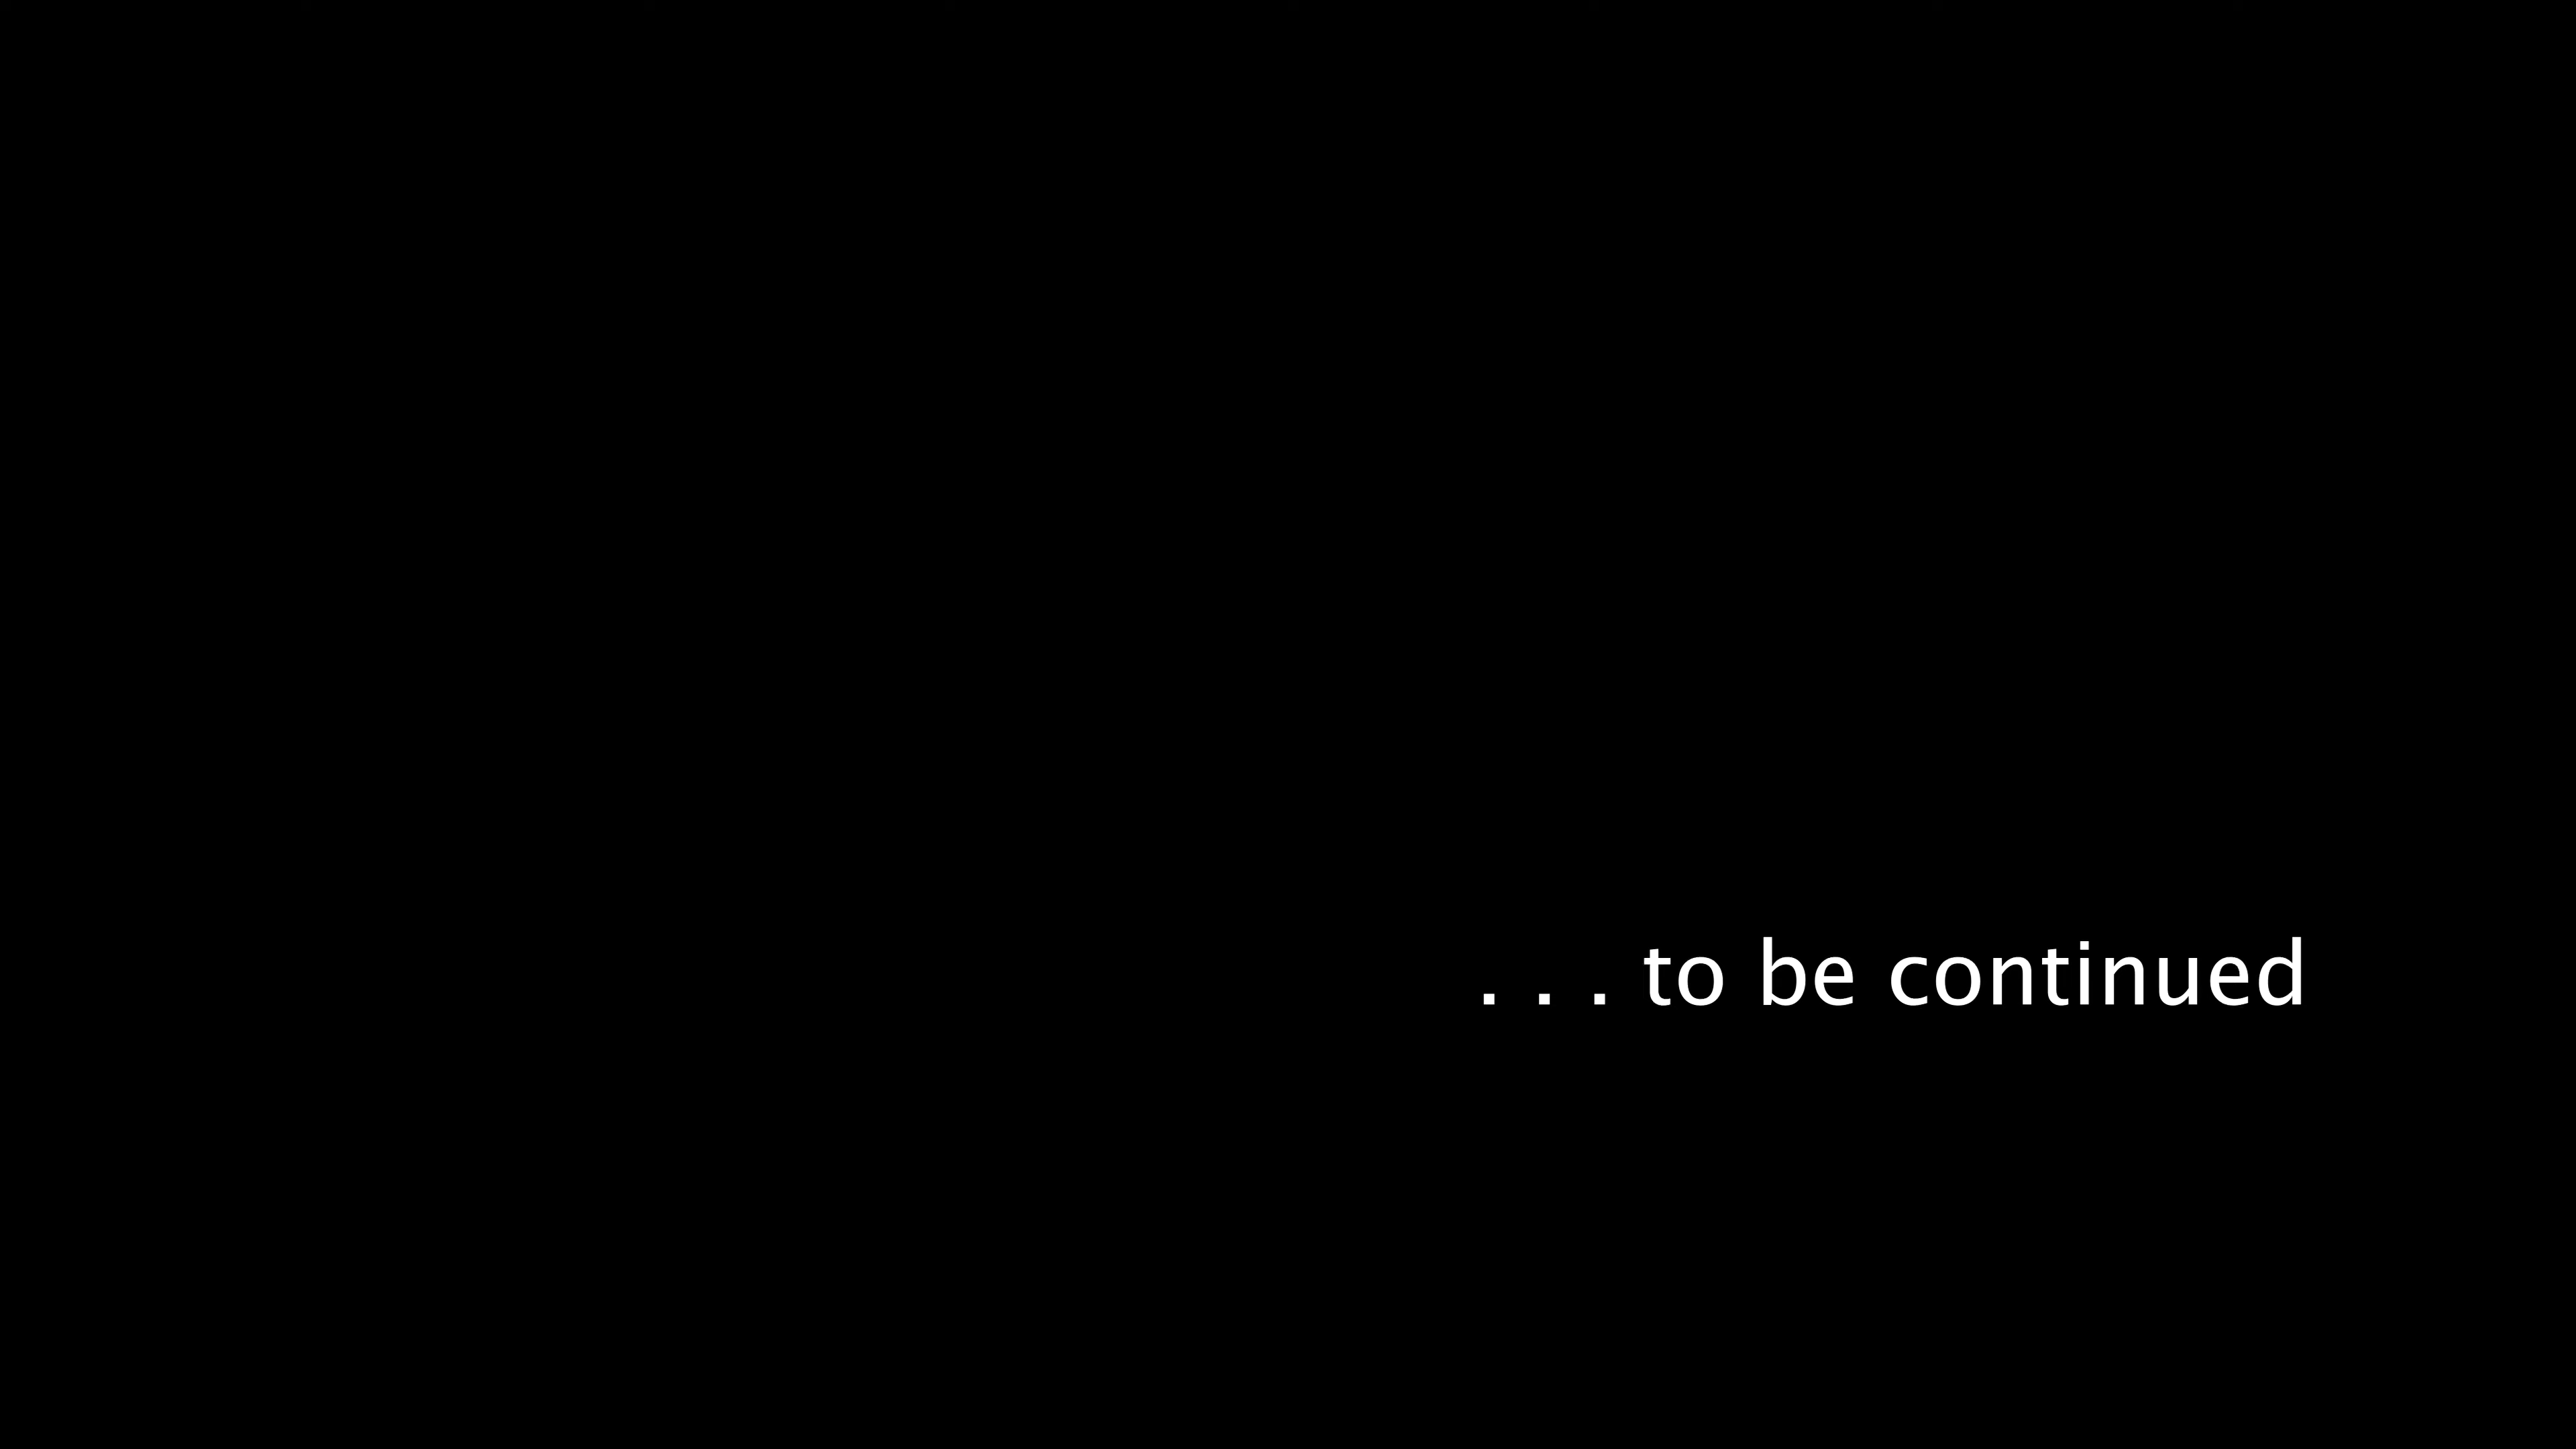 . . . to be continued